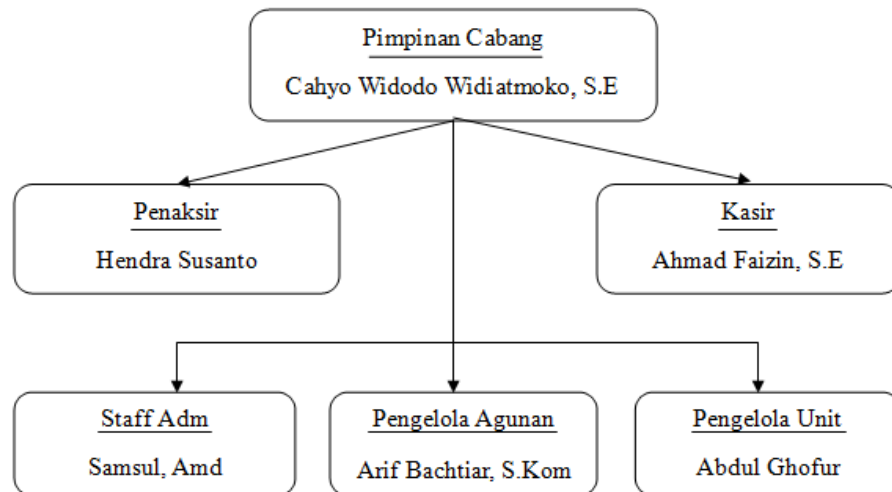 Pimpinan Cabang
Cahyo Widodo Widiatmoko, S.E
Penaksir
Hendra Susanto
Kasir
Ahmad Faizin, S.E
Staff Adm
Samsul, Amd
Pengelola Agunan
Arif Bachtiar, S.Kom
Pengelola Unit
Abdul Ghofur